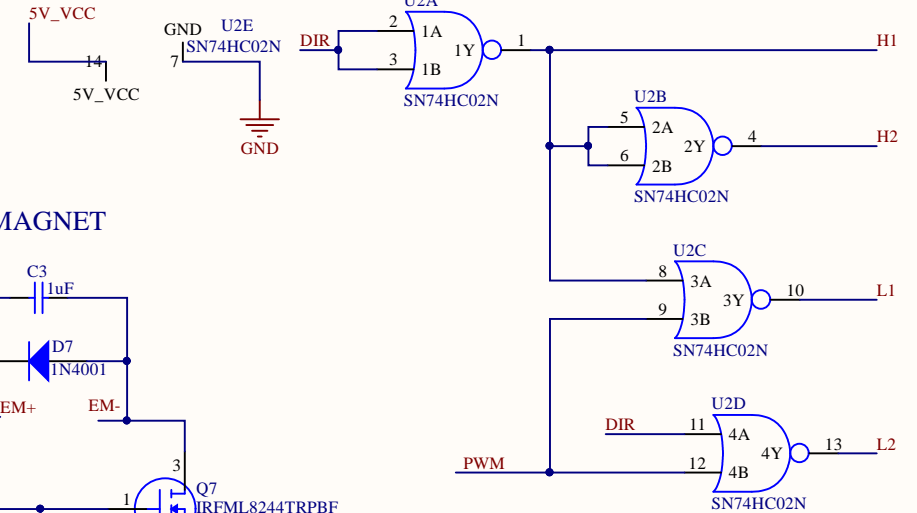 5V_VCC
14
5V_VCC
GND
U2E
SN74HC02N
7
GND
U2A
DIR
2
1A
3
1B
1Y
1
SN74HC02N
H1
U2B
5
2A
6
2B
2Y
4
SN74HC02N
H2
MAGNET
C3
1uF
D7
1N4001
EM+
EM-
3
1
Q7
IRFML8244TRPBF
U2C
8
3A
9
3B
3Y
10
SN74HC02N
L1
U2D
DIR
11
4A
PWM
12
4B
4Y
13
SN74HC02N
L2